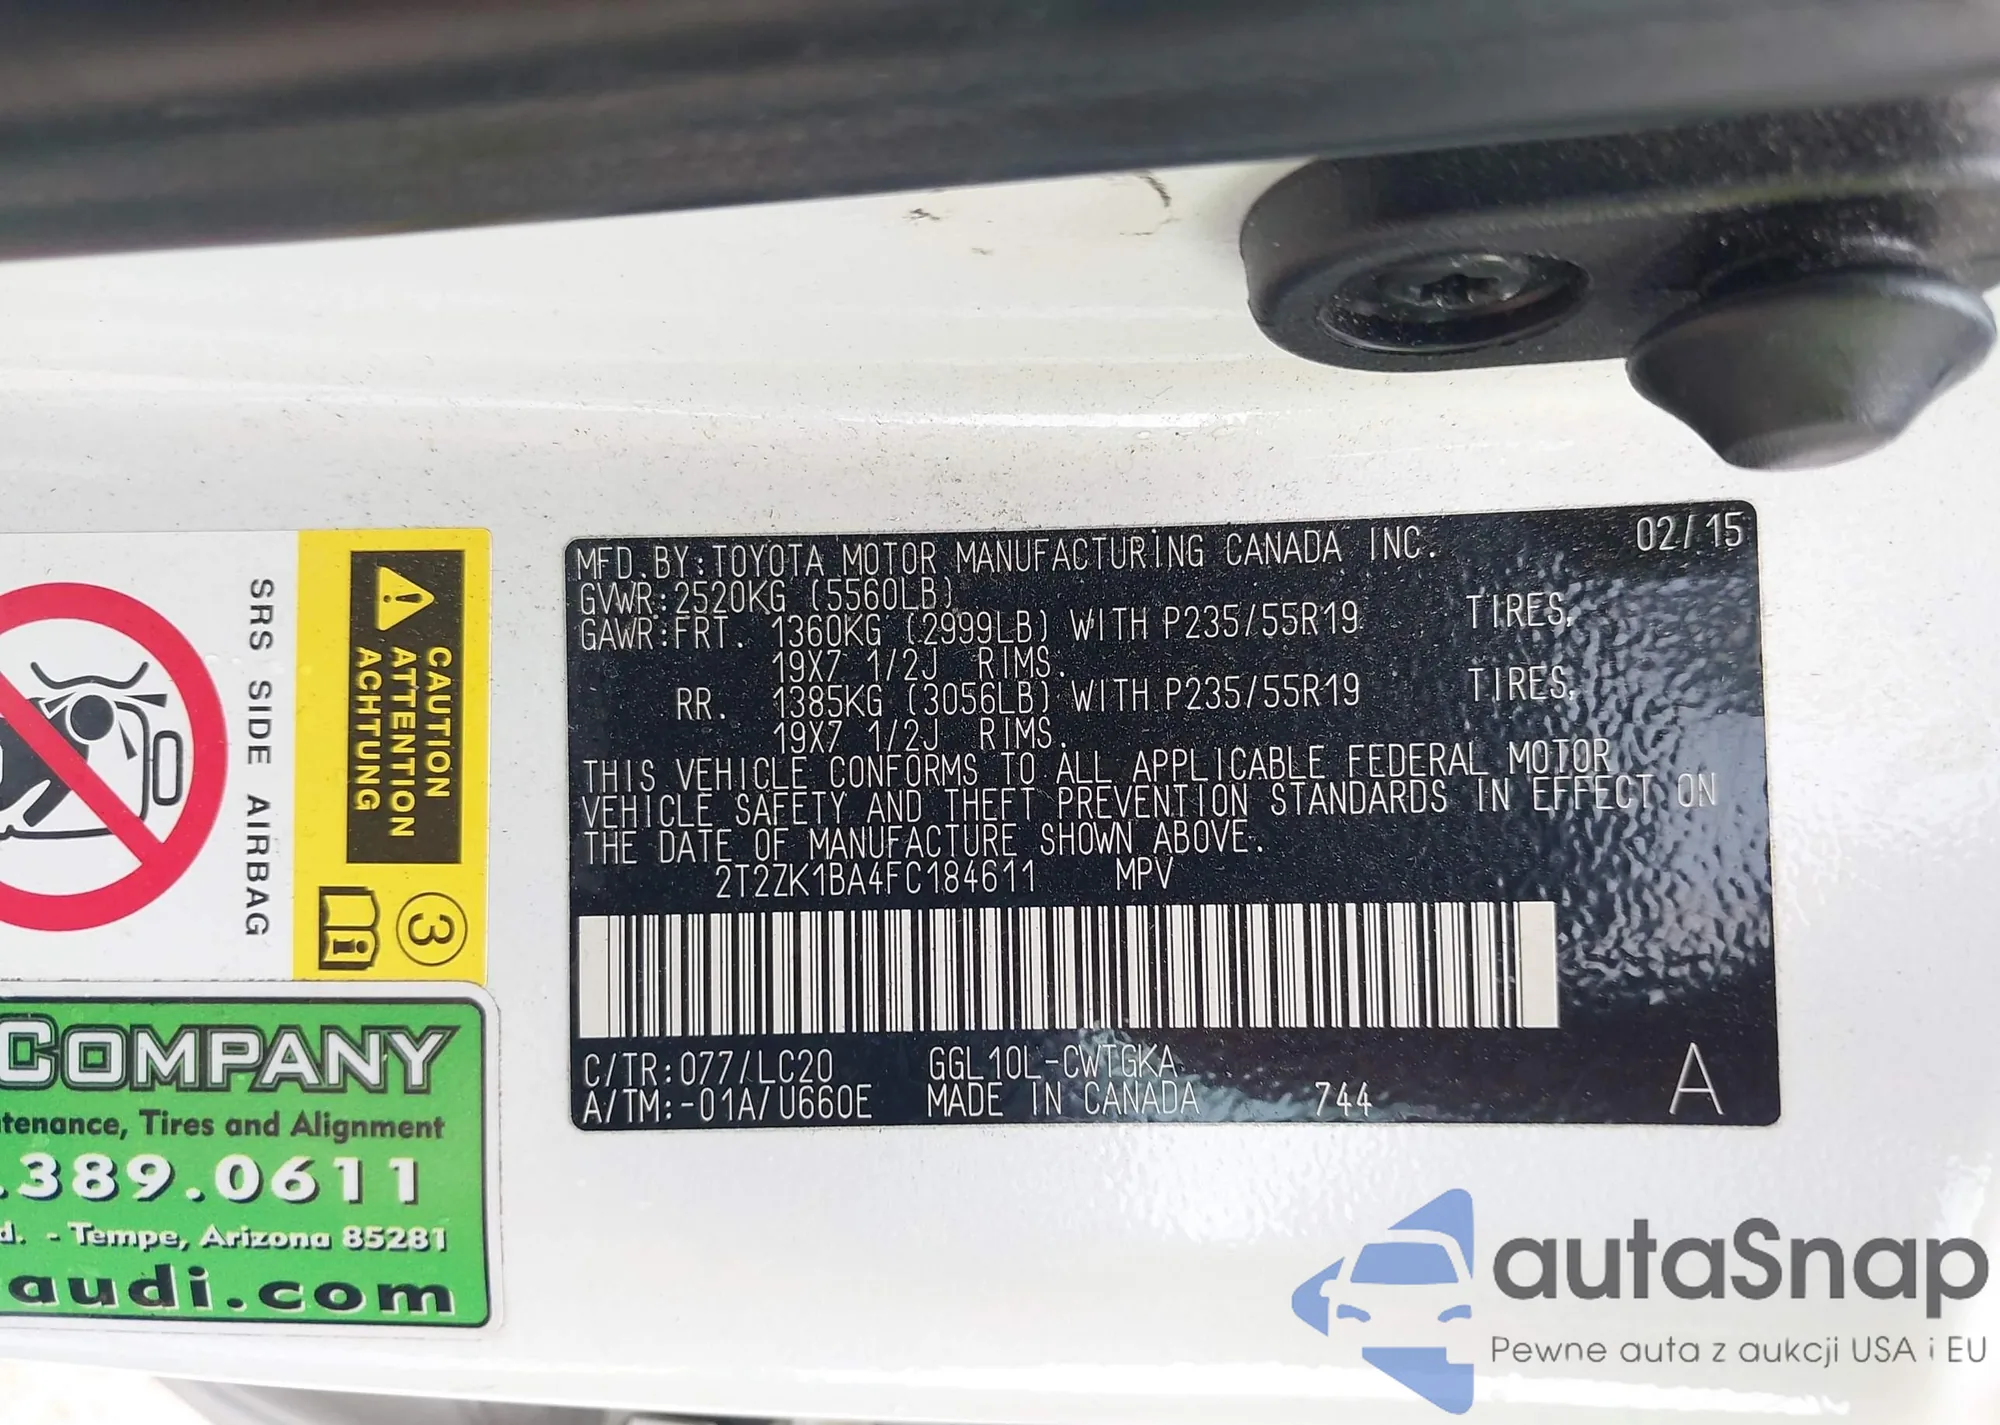 MFD. BY: TOYOTA MOTOR MANUFACTURING CANADA INC. 02/15
GVWR: 2520KG (5560LB)
GAWR: FRT. 1360KG (2999LB) WITH P235/55R19 TIRES,
19X7 1/2J RIMS.
RR. 1385KG (3056LB) WITH P235/55R19 TIRES,
19X7 1/2J RIMS.
THIS VEHICLE CONFORMS TO ALL APPLICABLE FEDERAL MOTOR
VEHICLE SAFETY AND THEFT PREVENTION STANDARDS IN EFFECT ON
THE DATE OF MANUFACTURE SHOWN ABOVE.
2T2ZK1BA4FC184611 MPV
C/TR: 077/LC20 GGL10L-CWTGKA
A/TM: -01A/U660E MADE IN CANADA 744 A
CAUTION
ATTENTION
ACHTUNG
SRS SIDE AIRBAG
3
i
COMPANY
tenance, Tires and Alignment
.389.0611
d. - Tempe, Arizona 85281
audi.com
autaSnap
Pewne auta z aukcji USA i EU